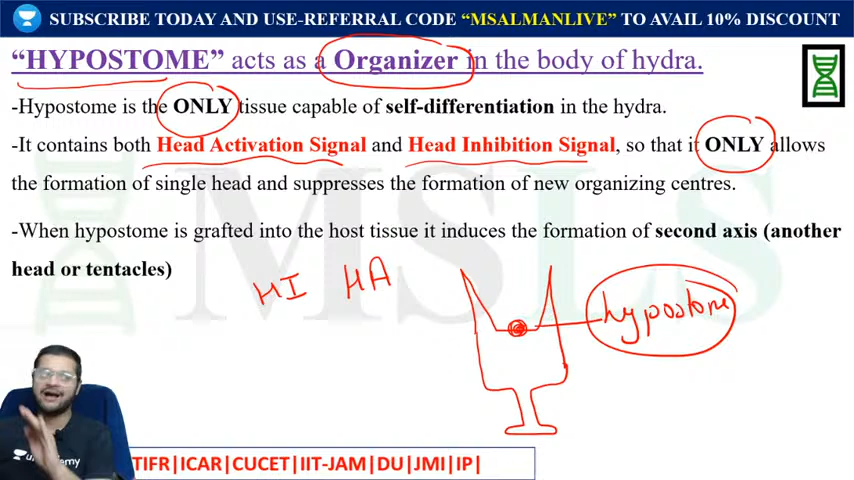 SUBSCRIBE TODAY AND USE-REFERRAL CODE “MSALMANLIVE” TO AVAIL 10% DISCOUNT
“HYPOSTOME” acts as a Organizer in the body of hydra.
-Hypostome is the ONLY tissue capable of self-differentiation in the hydra.
-It contains both Head Activation Signal and Head Inhibition Signal, so that it ONLY allows
the formation of single head and suppresses the formation of new organizing centres.
-When hypostome is grafted into the host tissue it induces the formation of second axis (another
head or tentacles)
HI HA
hypostome
MSLS
TIFR|ICAR|CUCET|IIT-JAM|DU|JMI|IP|